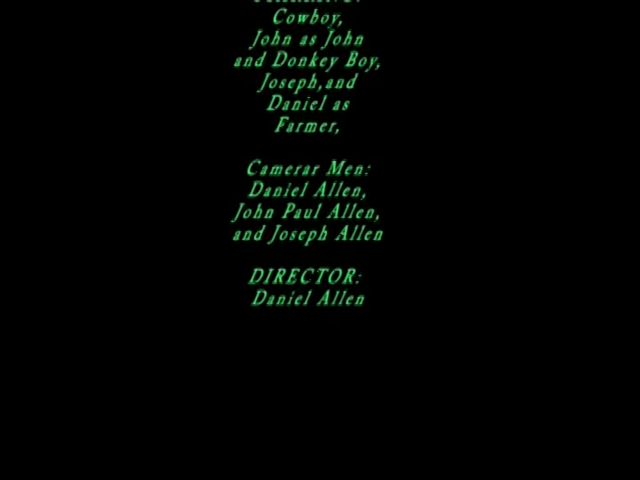 Cowboy,
John as John
and Donkey Boy,
Joseph,and
Daniel as
Farmer,
Camerar Men:
Daniel Allen,
John Paul Allen,
and Joseph Allen
DIRECTOR:
Daniel Allen